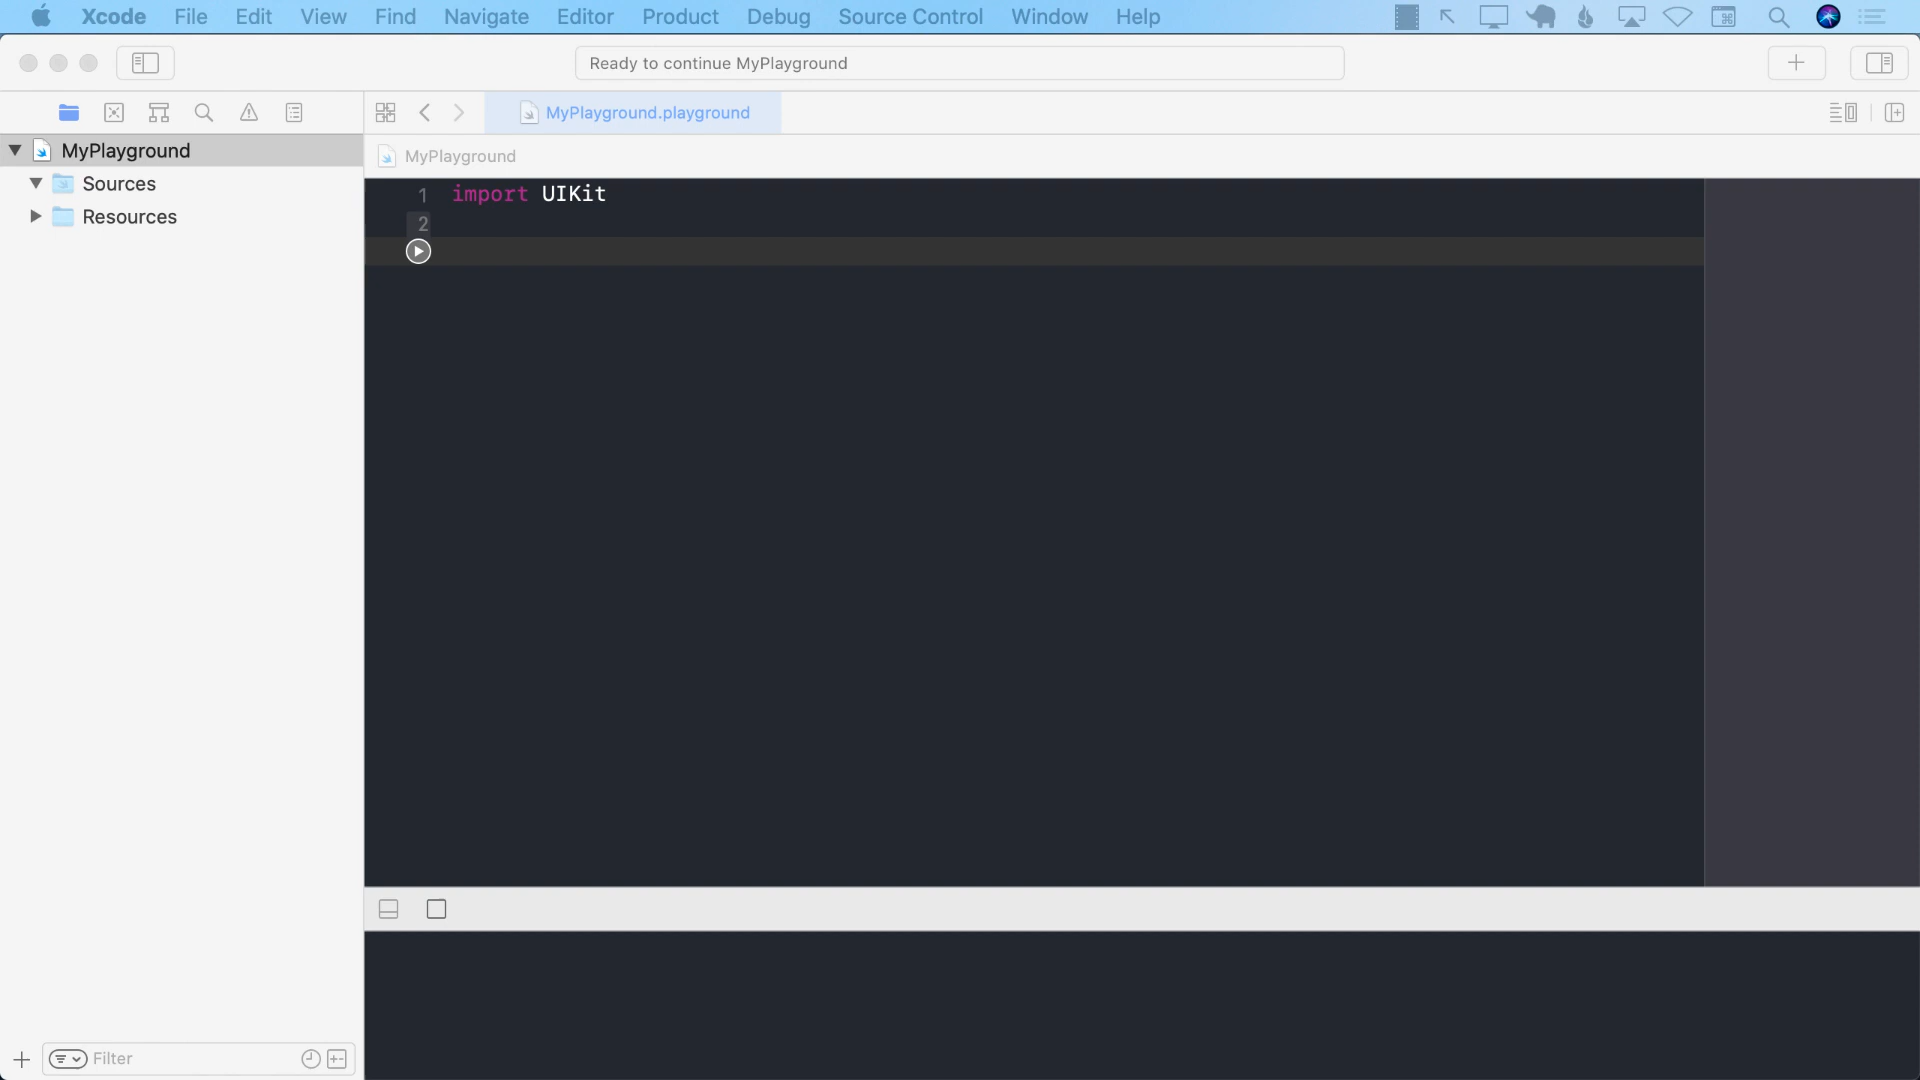 Xcode File Edit View Find Navigate Editor Product Debug Source Control Window Help
Ready to continue MyPlayground
MyPlayground.playground
MyPlayground
Sources
Resources
MyPlayground
1 import UIKit
2
Filter